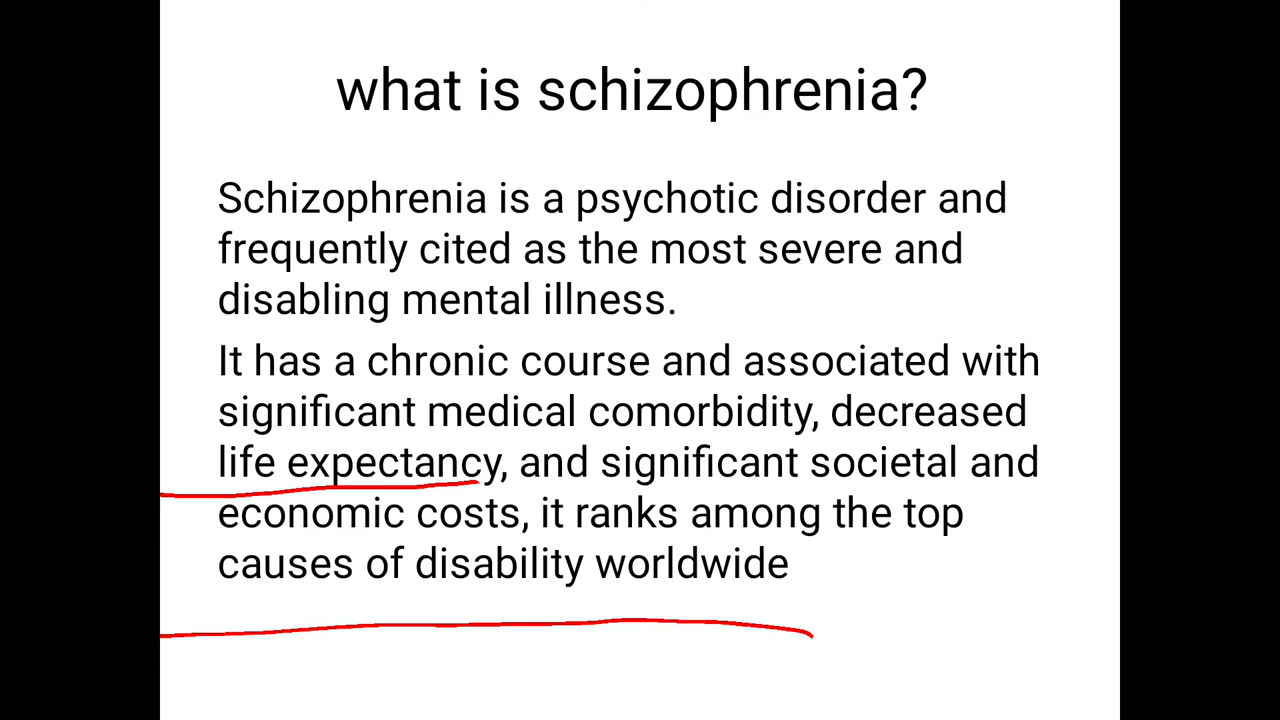 what is schizophrenia?
Schizophrenia is a psychotic disorder and
frequently cited as the most severe and
disabling mental illness.
It has a chronic course and associated with
significant medical comorbidity, decreased
life expectancy, and significant societal and
economic costs, it ranks among the top
causes of disability worldwide